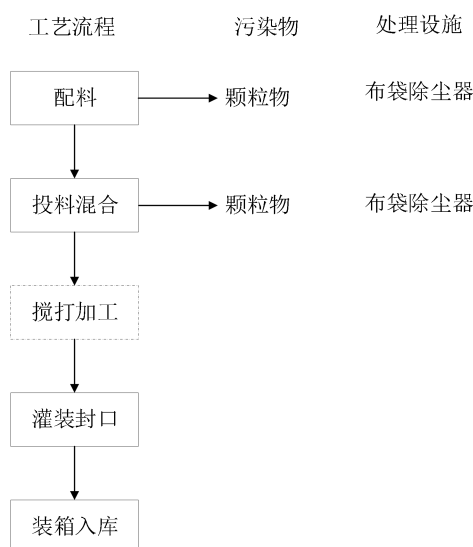 工艺流程 污染物 处理设施
配料 颗粒物 布袋除尘器
投料混合 颗粒物 布袋除尘器
搅打加工
灌装封口
装箱入库